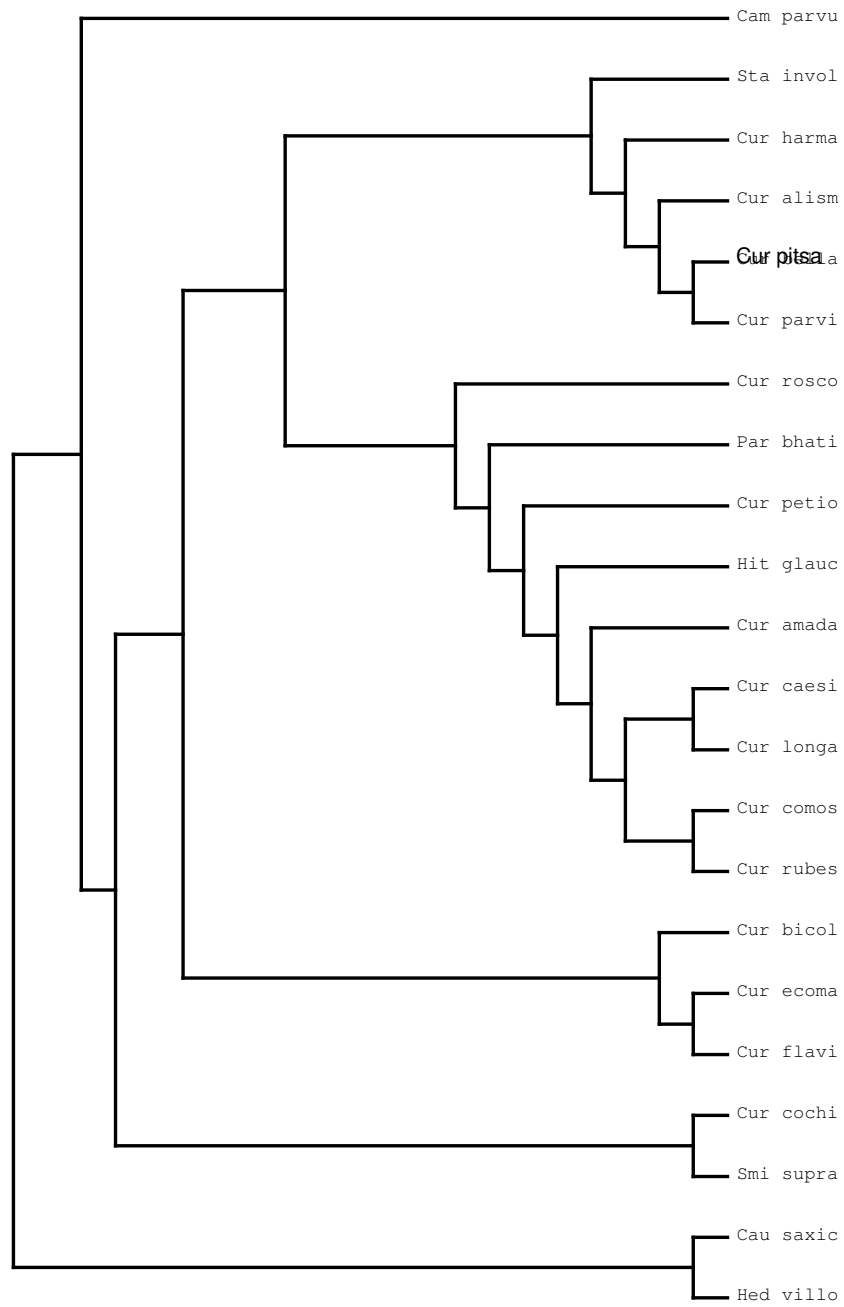 Cam parvu
Sta invol
Cur harma
Cur alism
Cur pitsa
Cur parvi
Cur rosco
Par bhati
Cur petio
Hit glauc
Cur amada
Cur caesi
Cur longa
Cur comos
Cur rubes
Cur bicol
Cur ecoma
Cur flavi
Cur cochi
Smi supra
Cau saxic
Hed villo